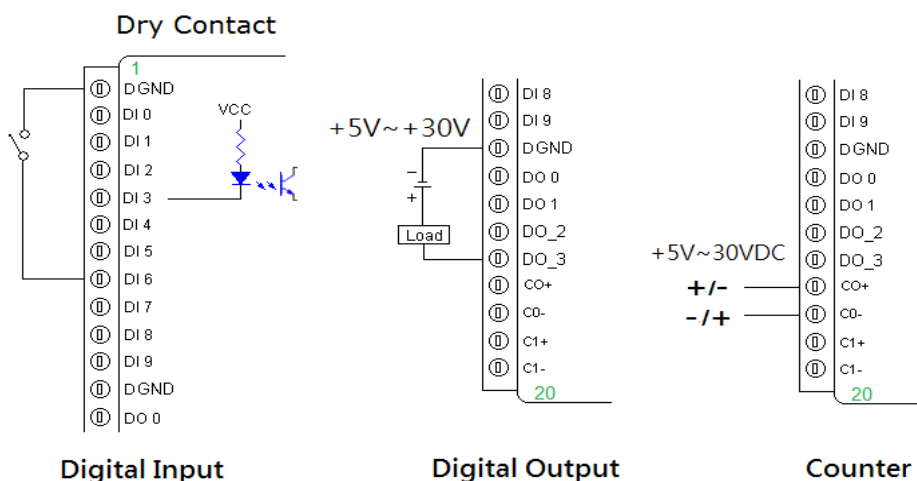 Dry Contact
1
DGND
DI 0
DI 1
DI 2
DI 3
DI 4
DI 5
DI 6
DI 7
DI 8
DI 9
DGND
DO 0
VCC
Digital Input
+5V~+30V
-
+
Load
DI 8
DI 9
DGND
DO 0
DO 1
DO_2
DO_3
CO+
C0-
C1+
C1-
20
Digital Output
+5V~30VDC
+/-
-/+
DI 8
DI 9
DGND
DO 0
DO 1
DO_2
DO_3
CO+
C0-
C1+
C1-
20
Counter